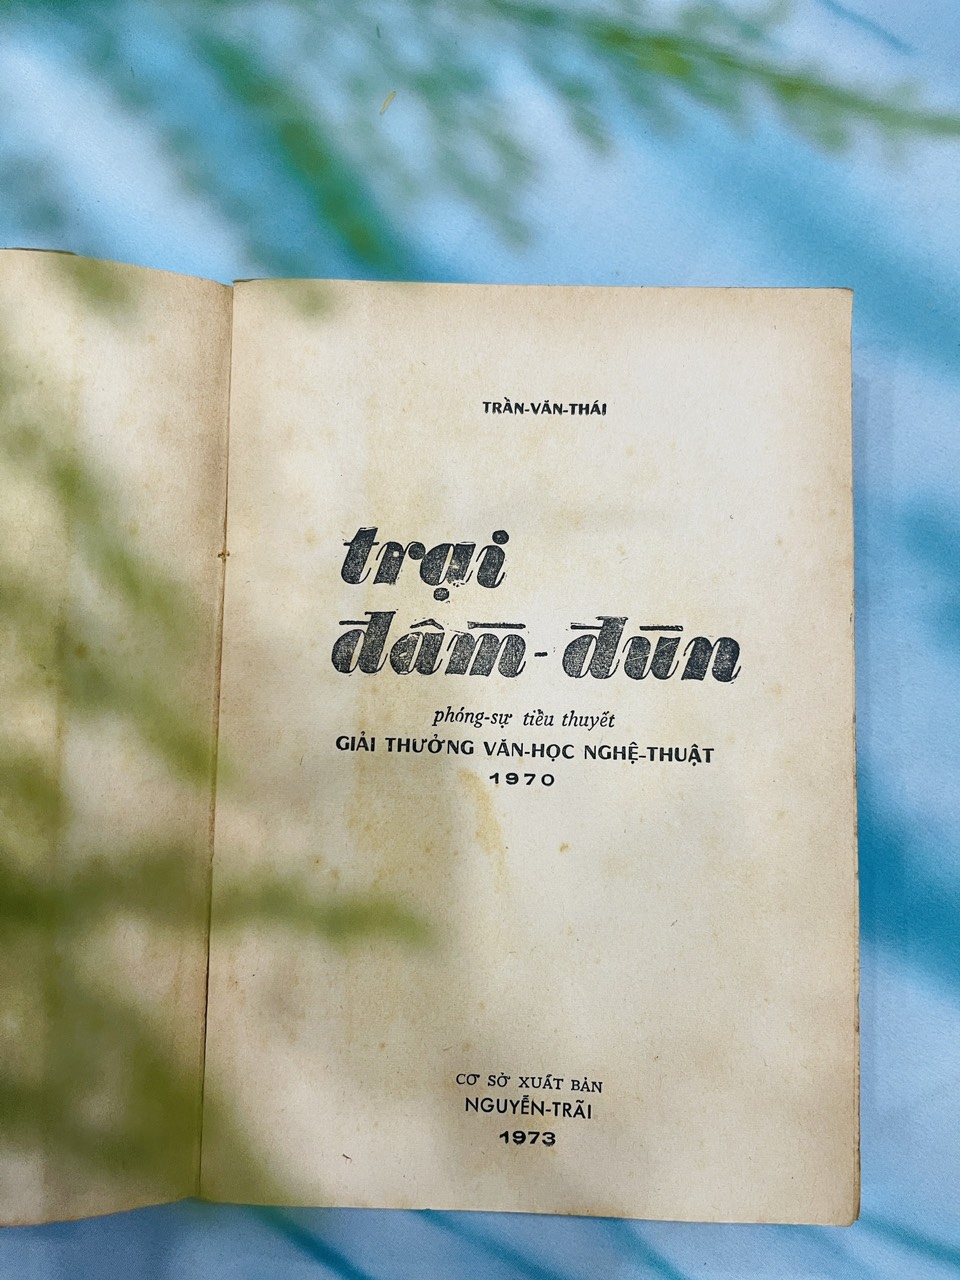 TRẦN-VĂN-THÁI
trại
đầm-đùn
phóng-sự tiểu thuyết
GIẢI THƯỞNG VĂN-HỌC NGHỆ-THUẬT
1970
CƠ SỞ XUẤT BẢN
NGUYỄN-TRÃI
1973